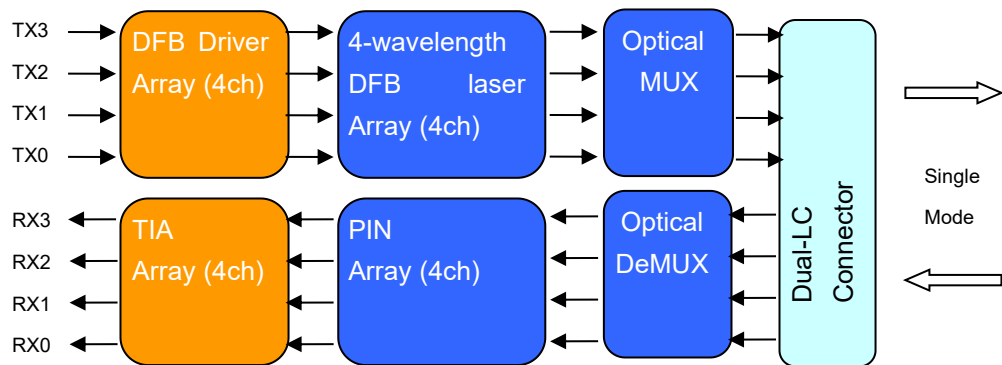 TX3
TX2
TX1
TX0
DFB Driver
Array (4ch)
4-wavelength
DFB laser
Array (4ch)
Optical
MUX
Dual-LC
Connector
Single
Mode
RX3
RX2
RX1
RX0
TIA
Array (4ch)
PIN
Array (4ch)
Optical
DeMUX